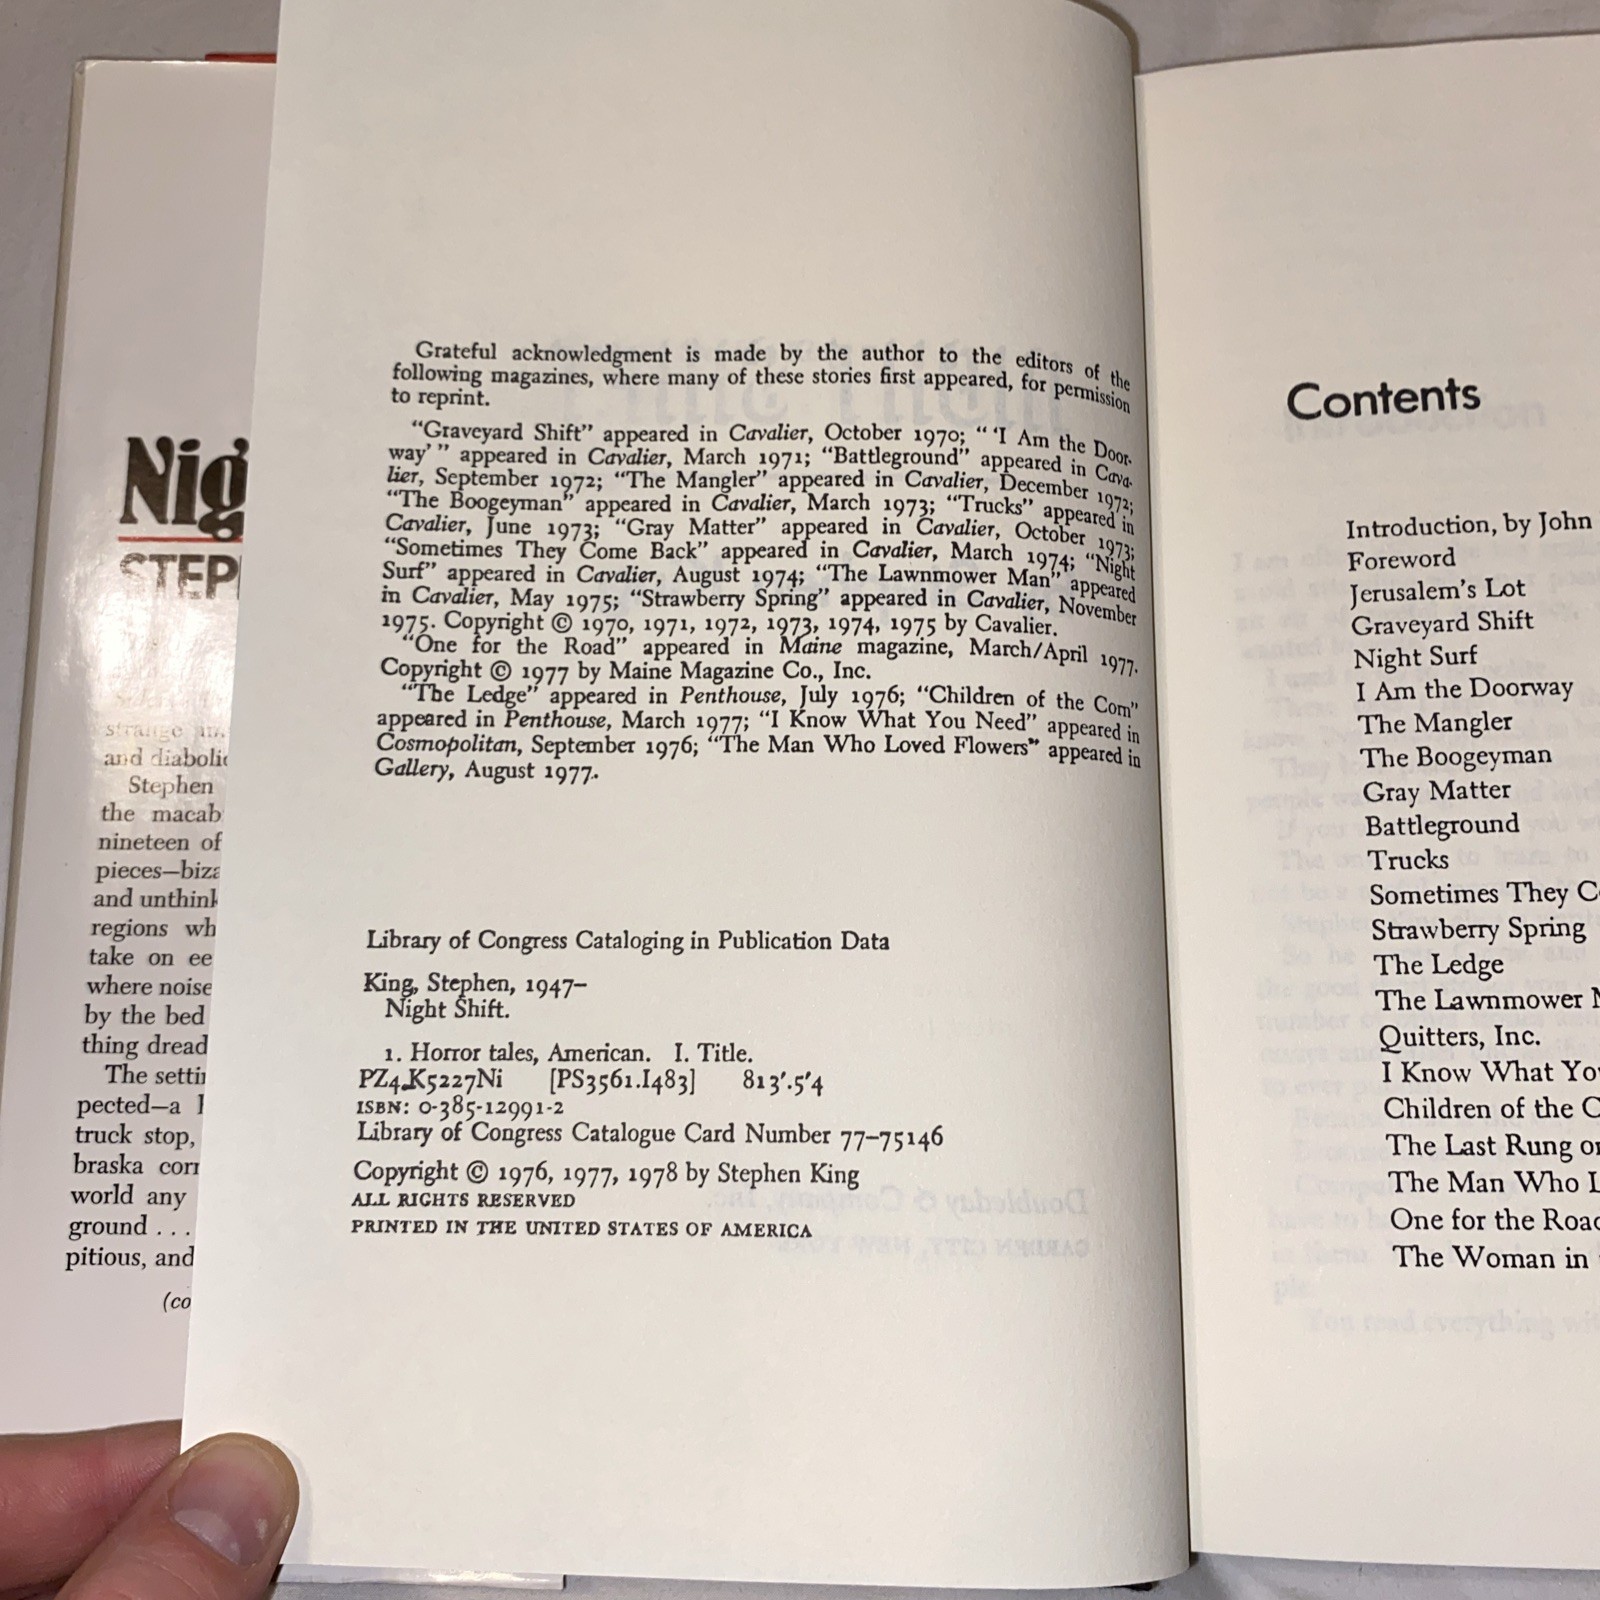 Nig
STEP
strange
and diabolic
Stephen
the macab
nineteen of
pieces—biza
and unthink
regions wh
take on ee
where noise
by the bed
thing dread
The settin
pected—a
truck stop,
braska corn
world any
ground . . .
pitious, and
(co
Grateful acknowledgment is made by the author to the editors of the
following magazines, where many of these stories first appeared, for permission
to reprint.
"Graveyard Shift" appeared in Cavalier, October 1970; " 'I Am the Door-
way' " appeared in Cavalier, March 1971; "Battleground" appeared in Cava-
lier, September 1972; "The Mangler" appeared in Cavalier, December 1972;
"The Boogeyman" appeared in Cavalier, March 1973; "Trucks" appeared in
Cavalier, June 1973; "Gray Matter" appeared in Cavalier, October 1973;
"Sometimes They Come Back" appeared in Cavalier, March 1974; "Night
Surf" appeared in Cavalier, August 1974; "The Lawnmower Man" appeared
in Cavalier, May 1975; "Strawberry Spring" appeared in Cavalier, November
1975. Copyright © 1970, 1971, 1972, 1973, 1974, 1975 by Cavalier.
"One for the Road" appeared in Maine magazine, March/April 1977.
Copyright © 1977 by Maine Magazine Co., Inc.
"The Ledge" appeared in Penthouse, July 1976; "Children of the Corn"
appeared in Penthouse, March 1977; "I Know What You Need" appeared in
Cosmopolitan, September 1976; "The Man Who Loved Flowers" appeared in
Gallery, August 1977.
Library of Congress Cataloging in Publication Data
King, Stephen, 1947–
Night Shift.
1. Horror tales, American. I. Title.
PZ4.K5227Ni [PS3561.I483] 813'.5'4
ISBN: 0-385-12991-2
Library of Congress Catalogue Card Number 77–75146
Copyright © 1976, 1977, 1978 by Stephen King
ALL RIGHTS RESERVED
PRINTED IN THE UNITED STATES OF AMERICA
Contents
Introduction, by John
Foreword
Jerusalem's Lot
Graveyard Shift
Night Surf
I Am the Doorway
The Mangler
The Boogeyman
Gray Matter
Battleground
Trucks
Sometimes They Co
Strawberry Spring
The Ledge
The Lawnmower M
Quitters, Inc.
I Know What Yo
Children of the C
The Last Rung o
The Man Who L
One for the Road
The Woman in